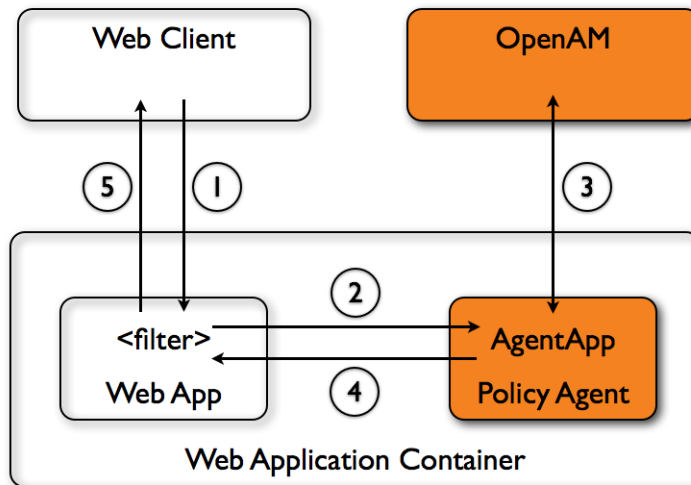 Web Client
OpenAM
5
1
3
2
<filter>
AgentApp
4
Web App
Policy Agent
Web Application Container